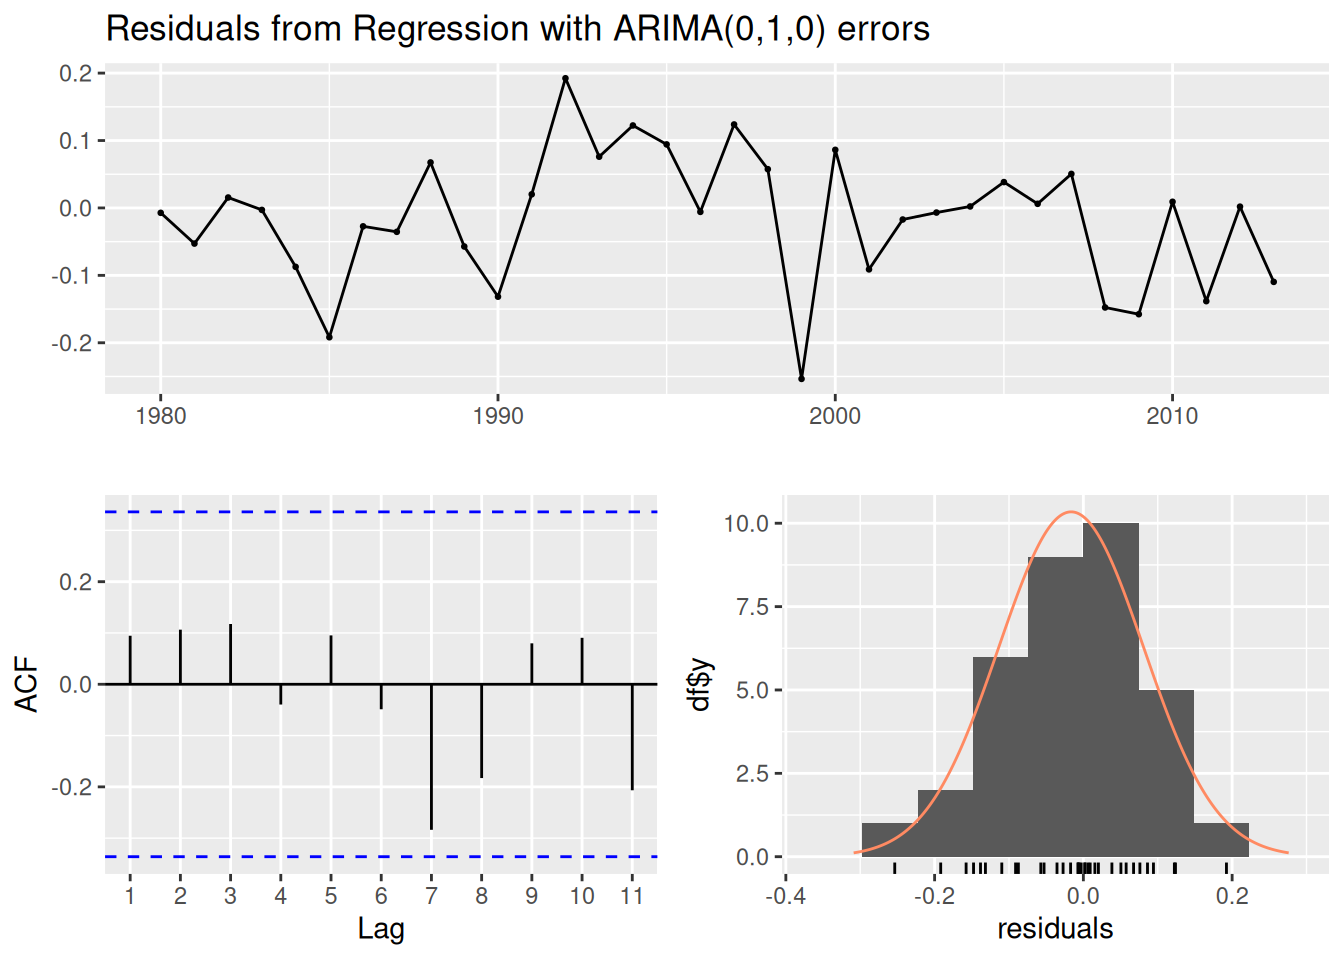 Residuals from Regression with ARIMA(0,1,0) errors
0.2
0.1
0.0
-0.1
-0.2
1980 1990 2000 2010
ACF
0.2
0.0
-0.2
1 2 3 4 5 6 7 8 9 10 11
Lag
df$y
10.0
7.5
5.0
2.5
0.0
-0.4 -0.2 0.0 0.2
residuals